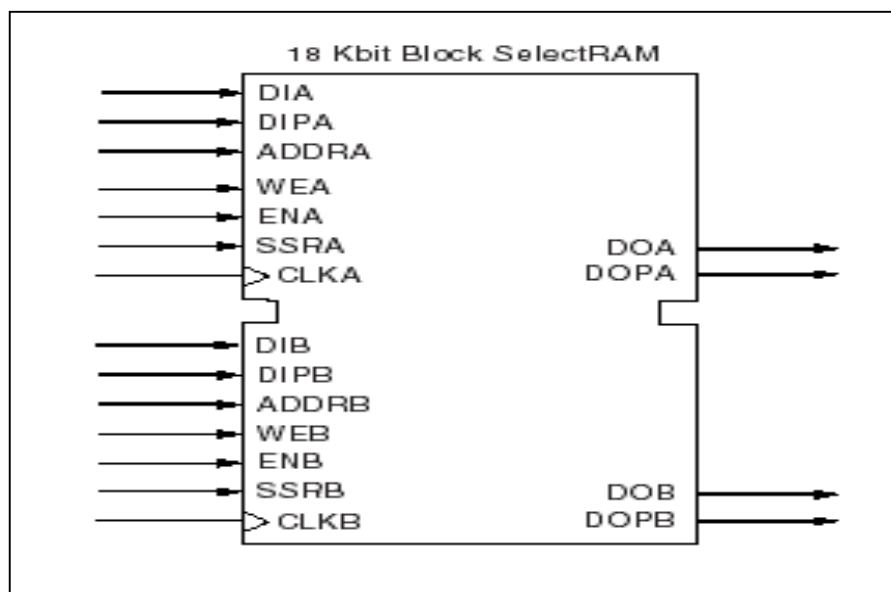 18 Kbit Block SelectRAM
DIA
DIPA
ADDRA
WEA
ENA
SSRA
CLKA
DOA
DOPA
DIB
DIPB
ADDRB
WEB
ENB
SSRB
CLKB
DOB
DOPB